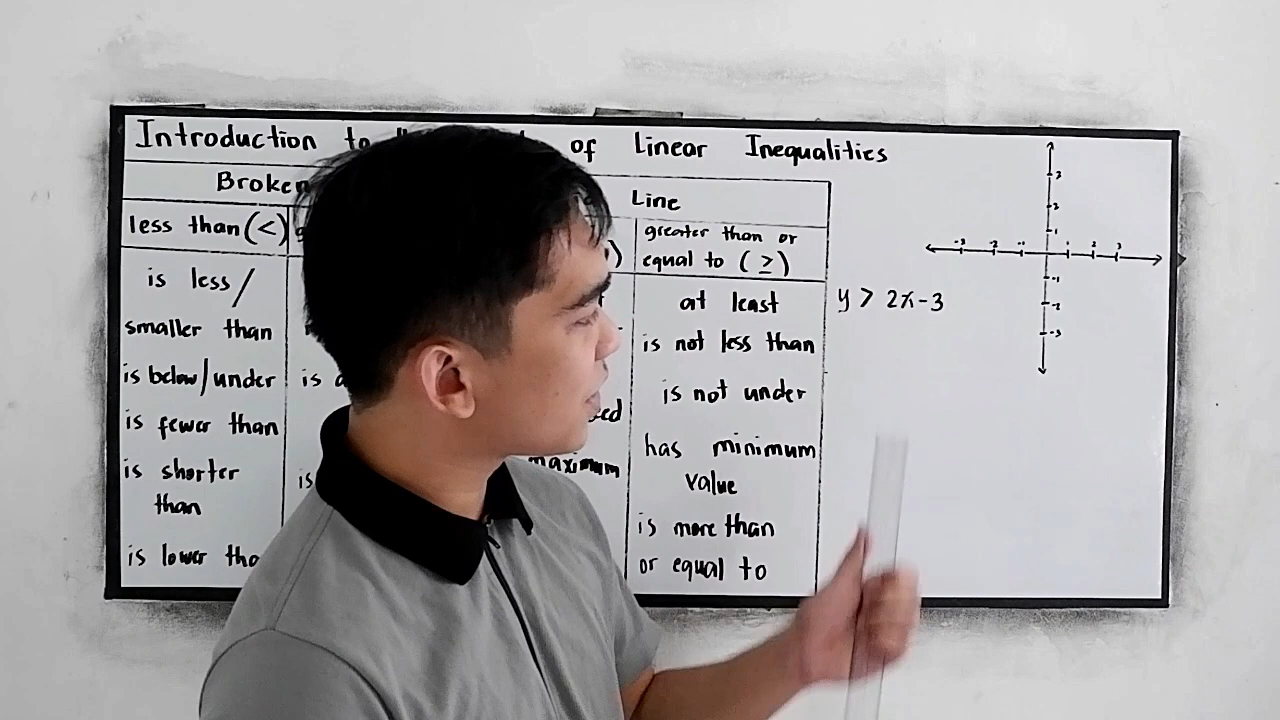 Introduction to of Linear Inequalities
Broken
Line
less than (<)
greater than or
equal to (≥)
is less/
smaller than
is below/under
is fewer than
is shorter
than
is lower
is
is
maximum
at least
is not less than
is not under
has minimum
value
is more than
or equal to
y > 2x-3
3
2
1
-3 -2 -1 1 2 3
-1
-2
-3